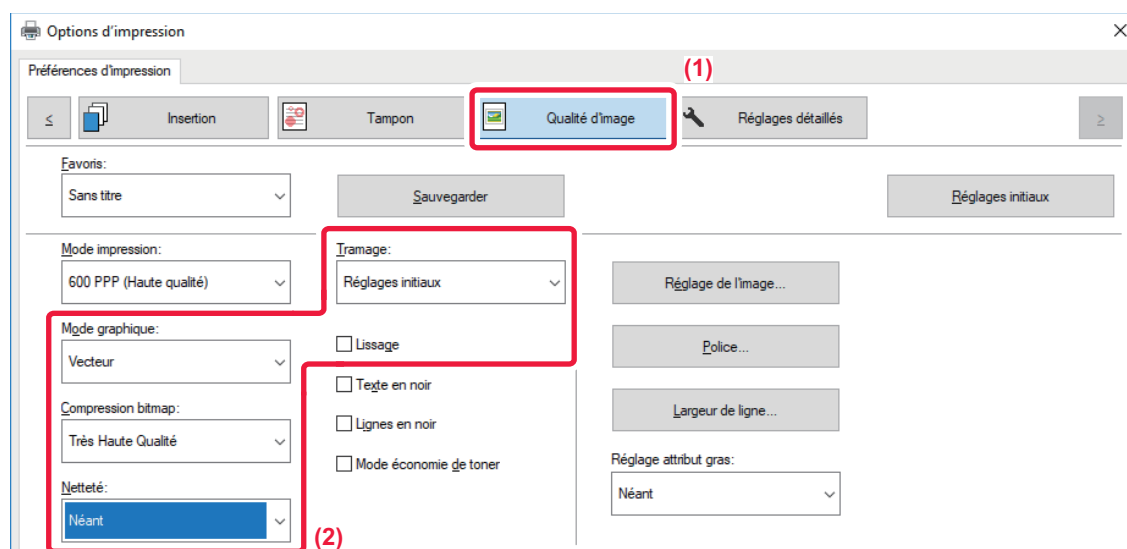 Options d'impression
Préférences d'impression
(1)
< Insertion Tampon Qualité d'image Réglages détaillés >
Favoris:
Sans titre Sauvegarder Réglages initiaux
Mode impression: Tramage:
600 PPP (Haute qualité) Réglages initiaux Réglage de l'image...
Mode graphique:
Vecteur Lissage Police...
Texte en noir
Compression bitmap:
Très Haute Qualité Lignes en noir Largeur de ligne...
Mode économie de toner Réglage attribut gras:
Netteté:
Néant Néant
(2)